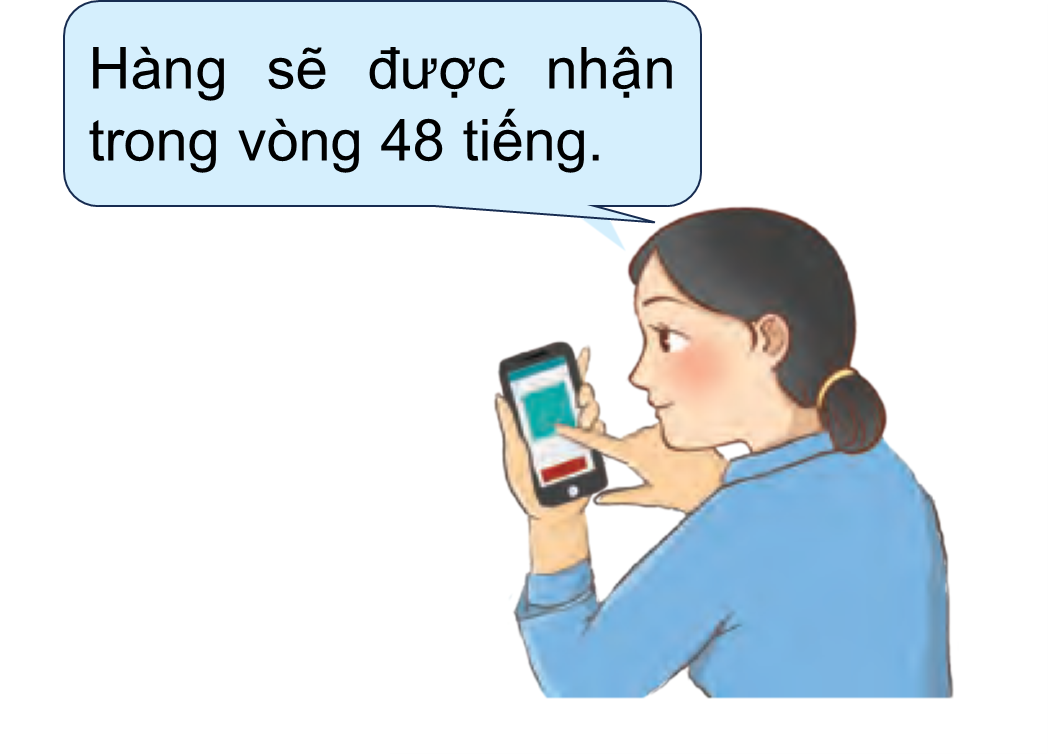 Hàng sẽ được nhận
trong vòng 48 tiếng.